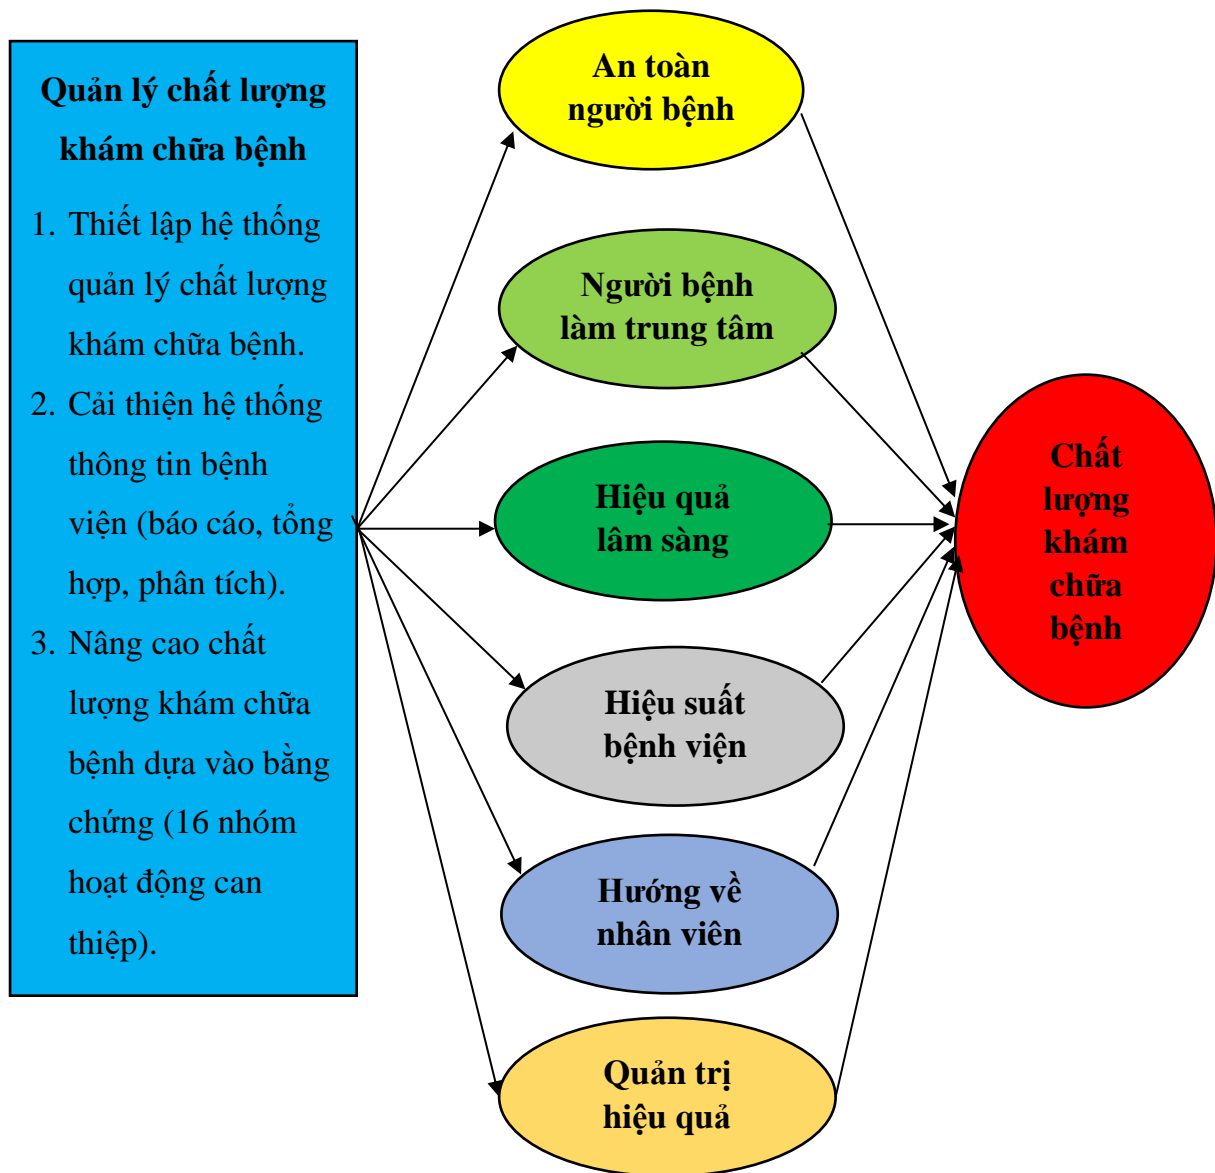 Quản lý chất lượng
khám chữa bệnh
1. Thiết lập hệ thống
quản lý chất lượng
khám chữa bệnh.
2. Cải thiện hệ thống
thông tin bệnh
viện (báo cáo, tổng
hợp, phân tích).
3. Nâng cao chất
lượng khám chữa
bệnh dựa vào bằng
chứng (16 nhóm
hoạt động can
thiệp).
An toàn
người bệnh
Người bệnh
làm trung tâm
Hiệu quả
lâm sàng
Hiệu suất
bệnh viện
Hướng về
nhân viên
Quản trị
hiệu quả
Chất
lượng
khám
chữa
bệnh